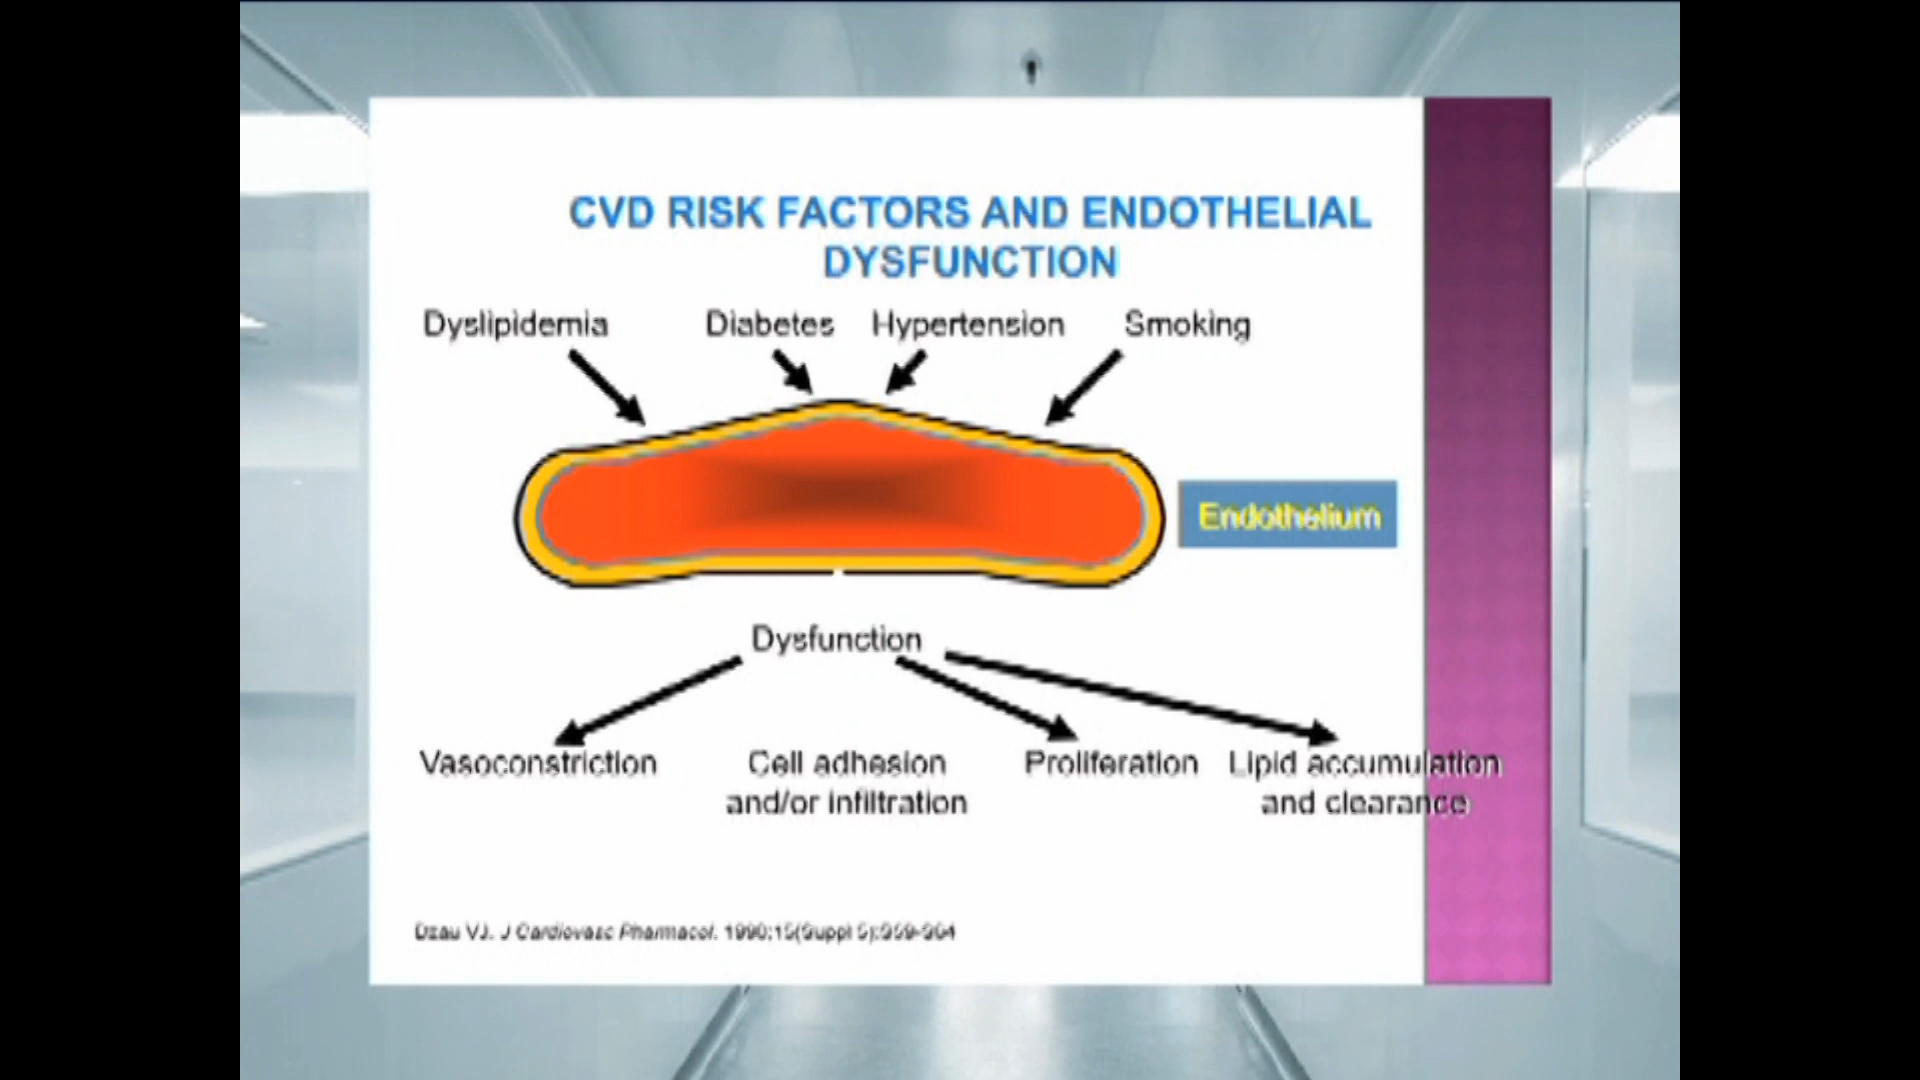 CVD RISK FACTORS AND ENDOTHELIAL
DYSFUNCTION
Dyslipidemia Diabetes Hypertension Smoking
Endothelium
Dysfunction
Vasoconstriction Cell adhesion Proliferation Lipid accumulation
and/or infiltration and clearance
Dzau VJ. J Cardiovasc Pharmacol. 1990;15(Suppl 5):S59-S64